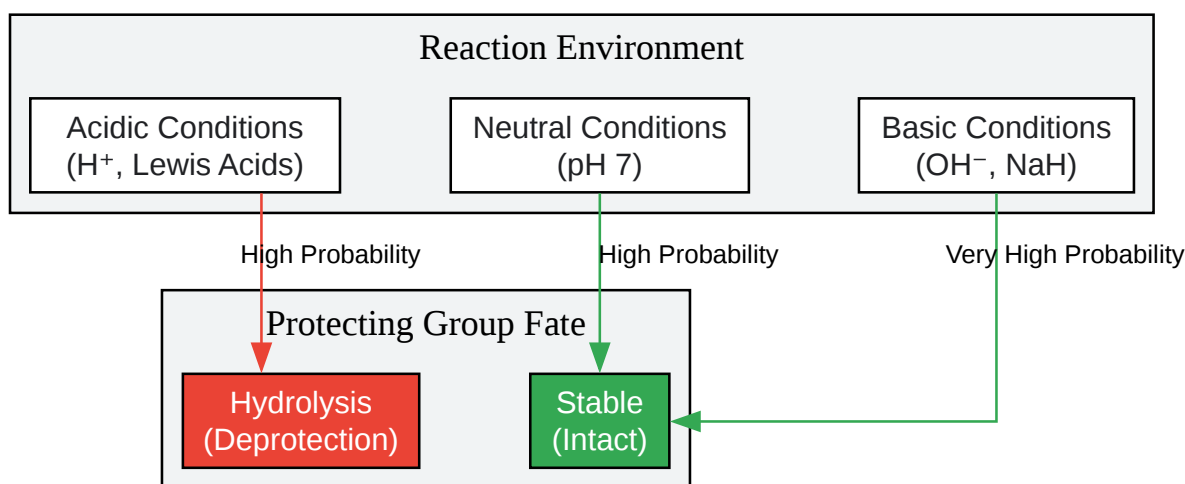 Reaction Environment
Acidic Conditions
(H⁺, Lewis Acids)
Neutral Conditions
(pH 7)
Basic Conditions
(OH⁻, NaH)
High Probability
High Probability
Very High Probability
Protecting Group Fate
Hydrolysis
(Deprotection)
Stable
(Intact)